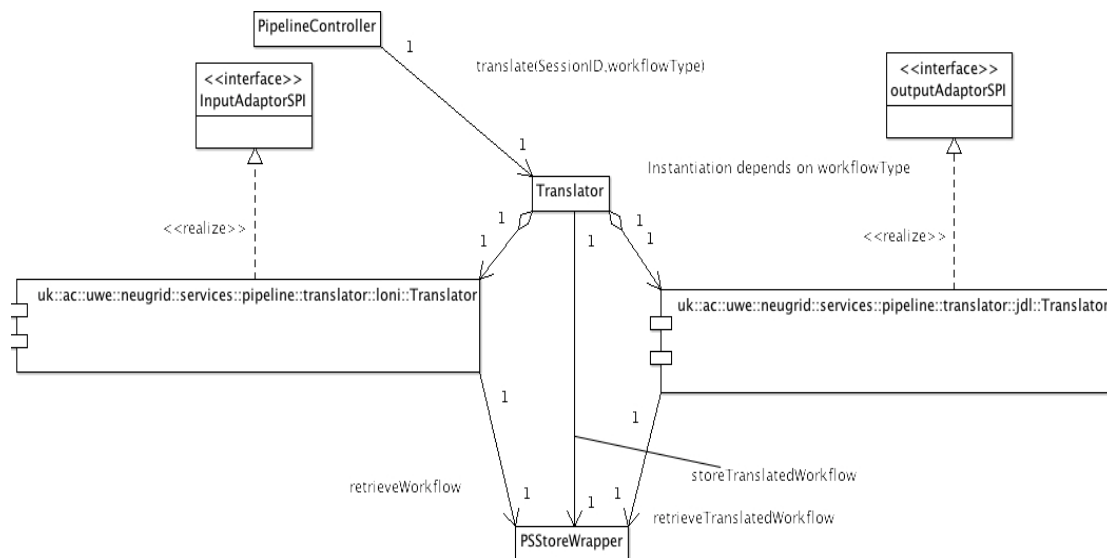 PipelineController
1
translate(SessionID,workflowType)
<<interface>>
InputAdaptorSPI
<<interface>>
outputAdaptorSPI
1
Instantiation depends on workflowType
Translator
<<realize>>
1
1
1
1
1
<<realize>>
uk::ac::uwe::neugrid::services::pipeline::translator::loni::Translator
uk::ac::uwe::neugrid::services::pipeline::translator::jdl::Translator
1
1
storeTranslatedWorkflow
retrieveWorkflow
1
1
1
retrieveTranslatedWorkflow
PSStoreWrapper